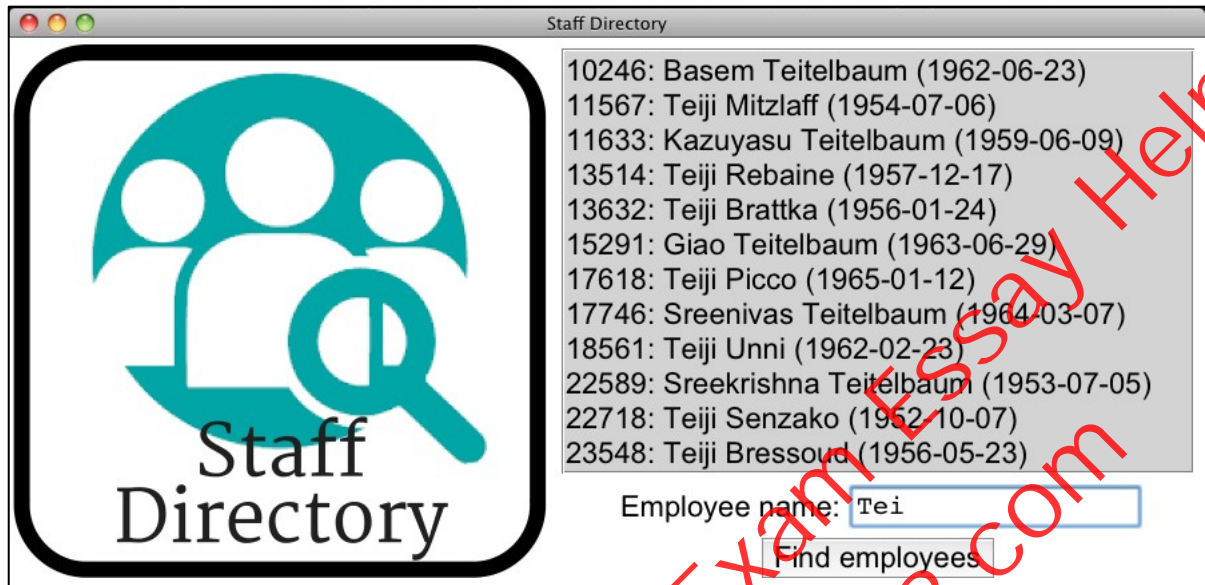 Staff Directory
Staff
Directory
10246: Basem Teitelbaum (1962-06-23)
11567: Teiji Mitzlaff (1954-07-06)
11633: Kazuyasu Teitelbaum (1959-06-09)
13514: Teiji Rebaine (1957-12-17)
13632: Teiji Brattka (1956-01-24)
15291: Giao Teitelbaum (1963-06-29)
17618: Teiji Picco (1965-01-12)
17746: Sreenivas Teitelbaum (1964-03-07)
18561: Teiji Unni (1962-02-23)
22589: Sreekrishna Teitelbaum (1953-07-05)
22718: Teiji Senzako (1952-10-07)
23548: Teiji Bressoud (1956-05-23)
Employee name: Tei
Find employees
Exam Essay Help
com